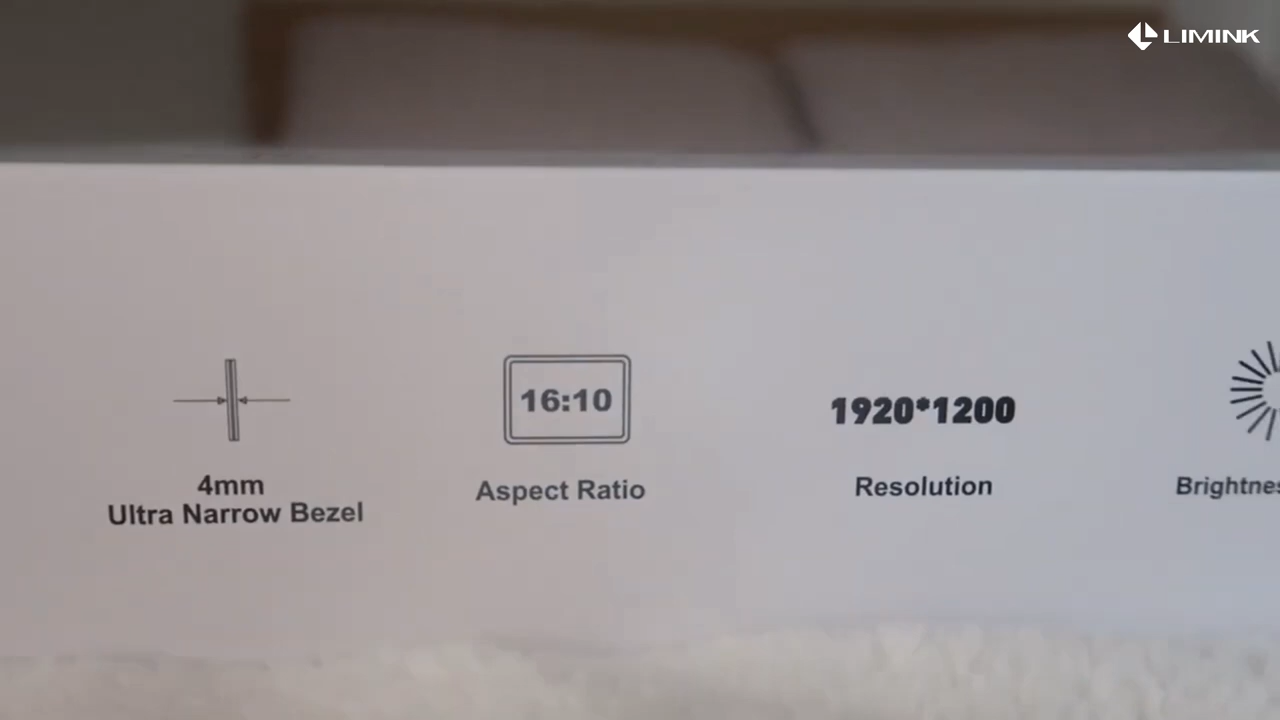 LIMINK
16:10
1920*1200
4mm
Ultra Narrow Bezel
Aspect Ratio
Resolution